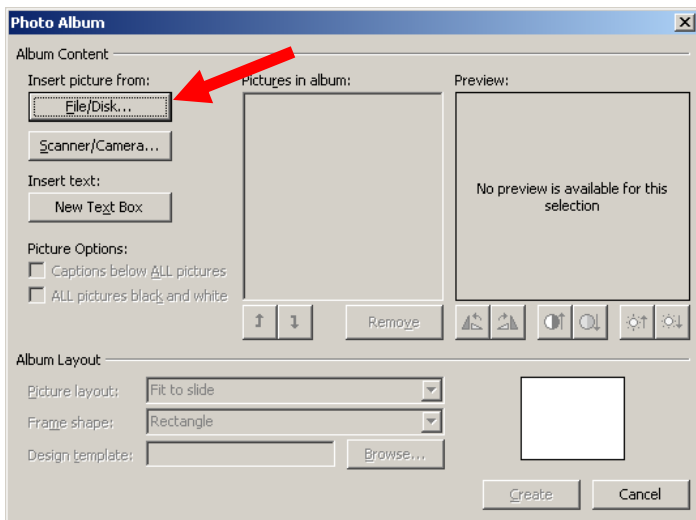 Photo Album
Album Content
Insert picture from:
File/Disk...
Scanner/Camera...
Insert text:
New Text Box
Picture Options:
Captions below ALL pictures
ALL pictures black and white
Pictures in album:
Remove
Preview:
No preview is available for this
selection
Album Layout
Picture layout:
Fit to slide
Frame shape:
Rectangle
Design template:
Browse...
Create
Cancel